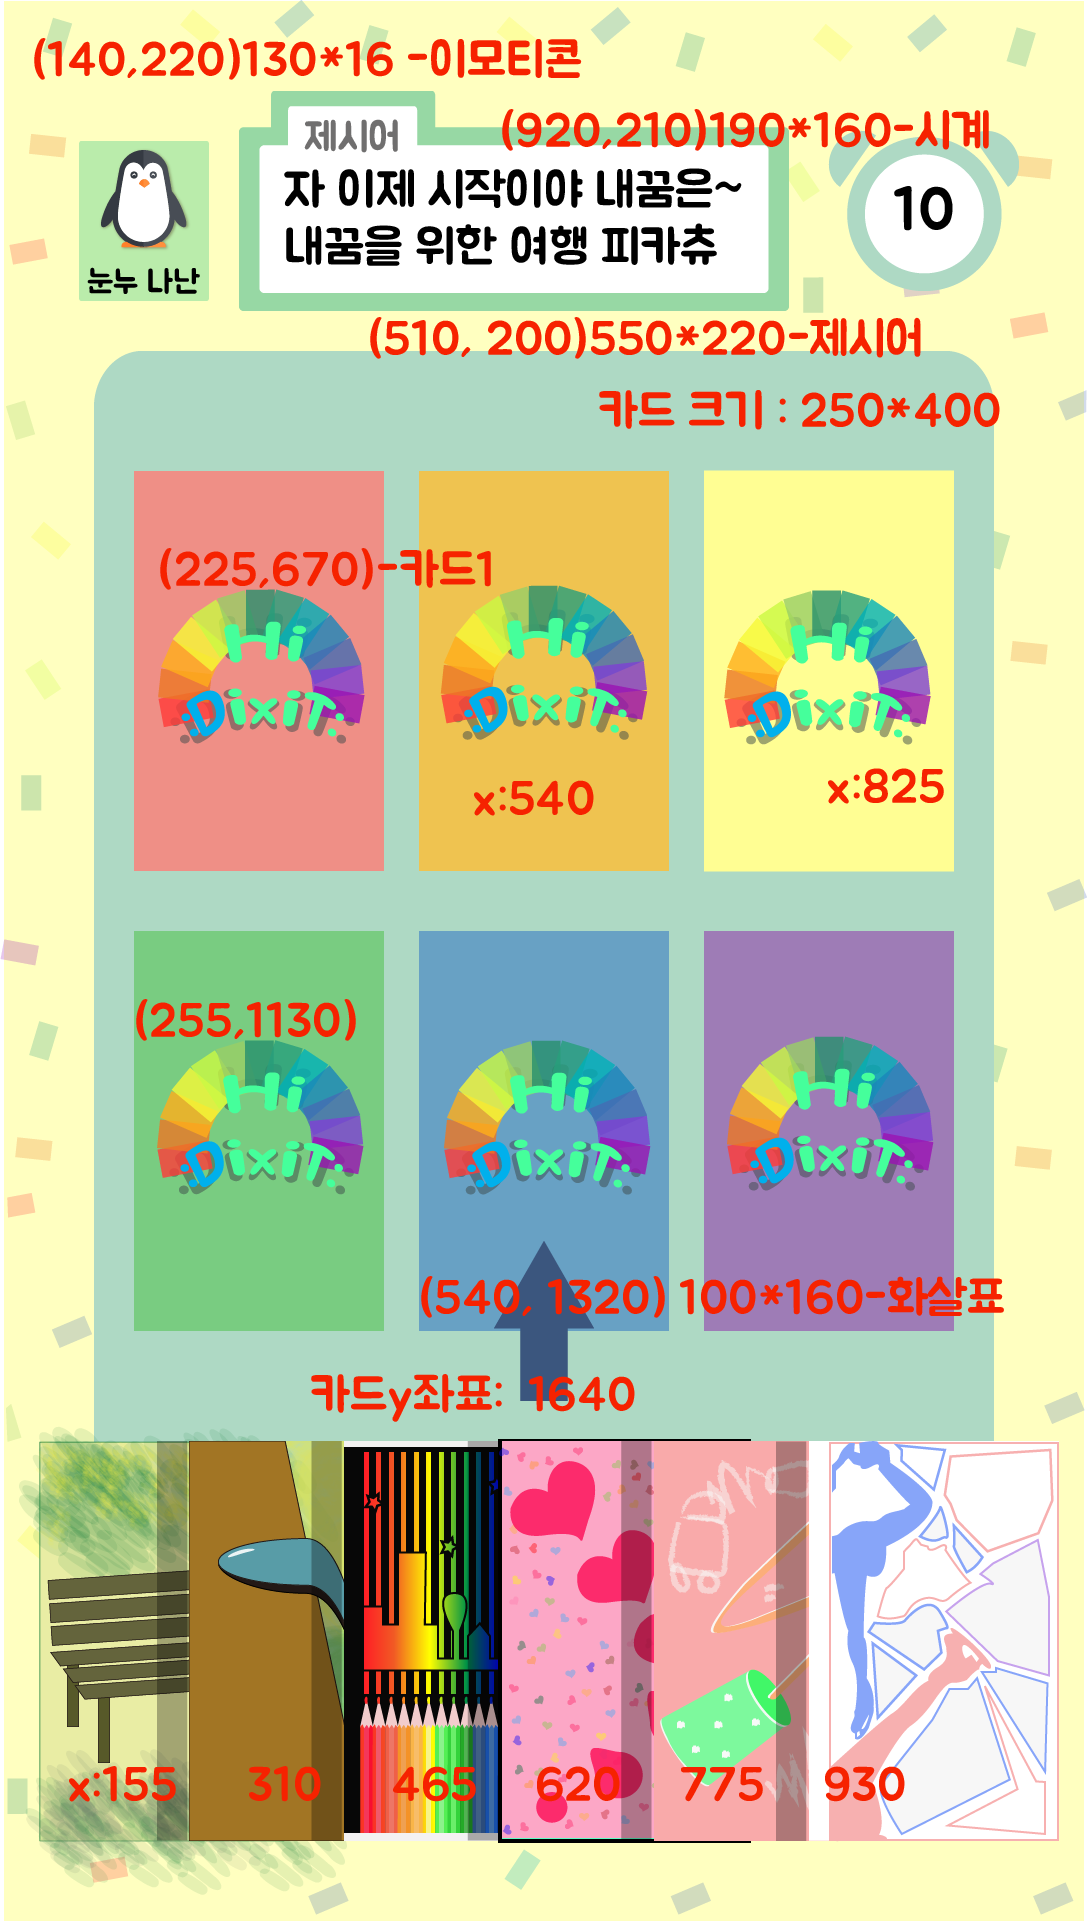 (140,220)130*16 -이모티콘
(920,210)190*160-시계
제시어
자 이제 시작이야 내꿈은~
내꿈을 위한 여행 피카츄
10
눈누 나난
(510, 200)550*220-제시어
카드 크기 : 250*400
(225,670)-카드1
Hi
DixiT
Hi
DixiT
Hi
DixiT
x:540
x:825
(255,1130)
Hi
DixiT
Hi
DixiT
Hi
DixiT
(540, 1320) 100*160-화살표
카드y좌표: 1640
x:155
310
465
620
775
930